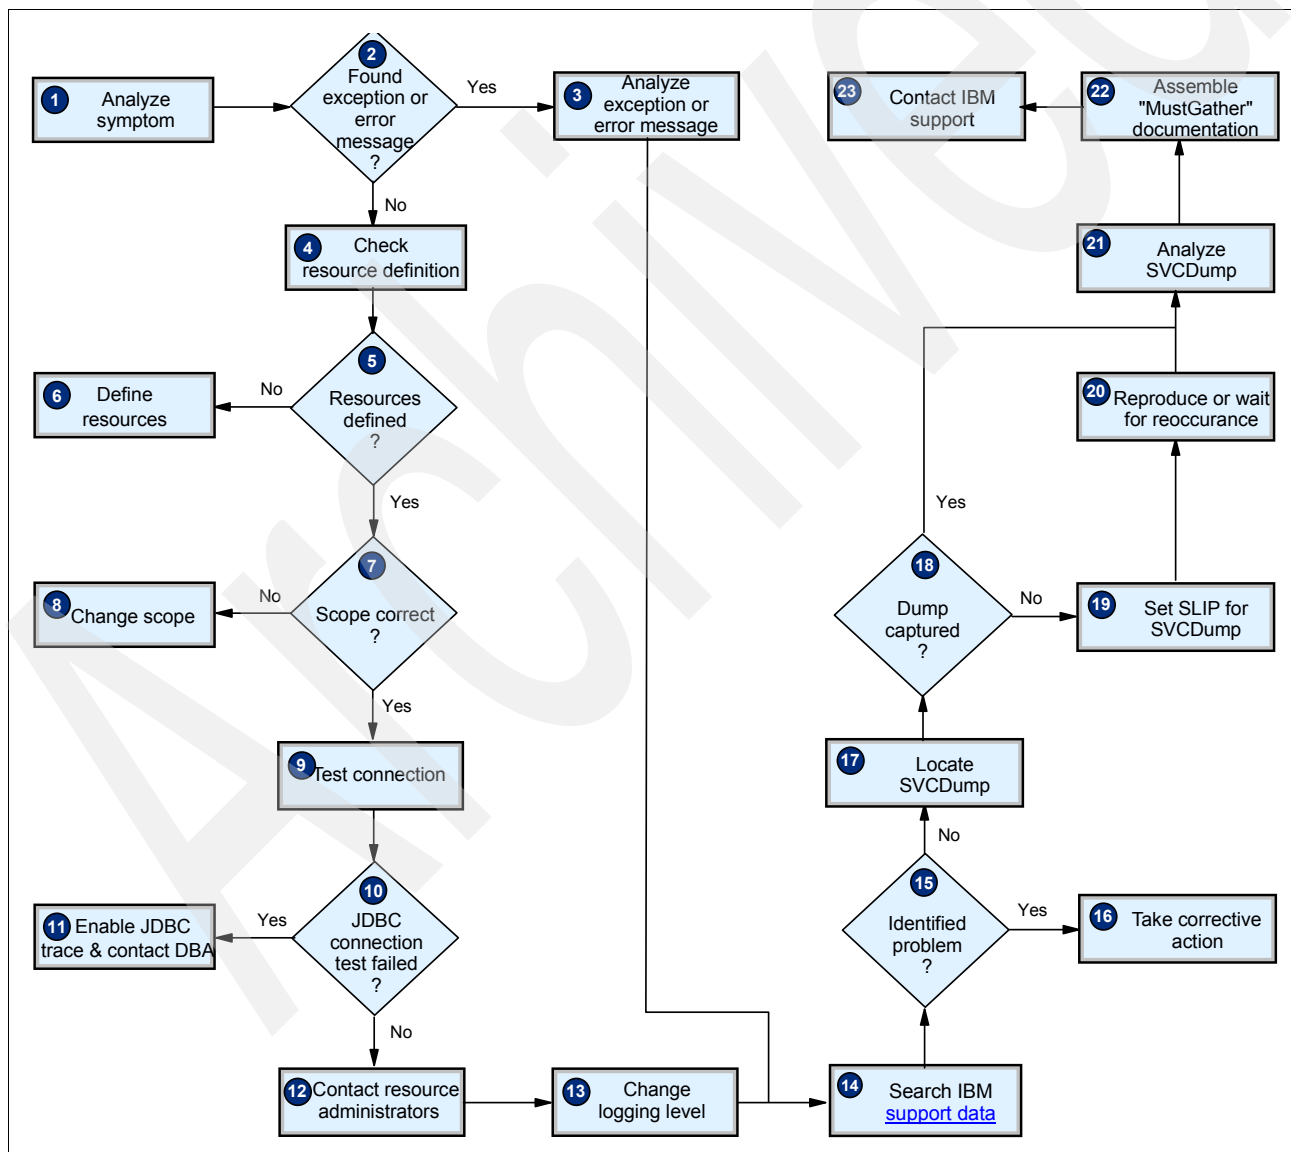 1
Analyze
symptom
2
Found
exception or
error
message
?
Yes
No
3
Analyze
exception or
error message
4
Check
resource definition
5
Resources
defined
?
No
Yes
6
Define
resources
7
Scope correct
?
No
Yes
8
Change scope
9
Test connection
10
JDBC
connection
test failed
?
Yes
No
11
Enable JDBC
trace & contact DBA
12
Contact resource
administrators
13
Change
logging level
14
Search IBM
support data
15
Identified
problem
?
Yes
No
16
Take corrective
action
17
Locate
SVCDump
18
Dump
captured
?
Yes
No
19
Set SLIP for
SVCDump
20
Reproduce or wait
for reoccurance
21
Analyze
SVCDump
22
Assemble
"MustGather"
documentation
23
Contact IBM
support
Archived